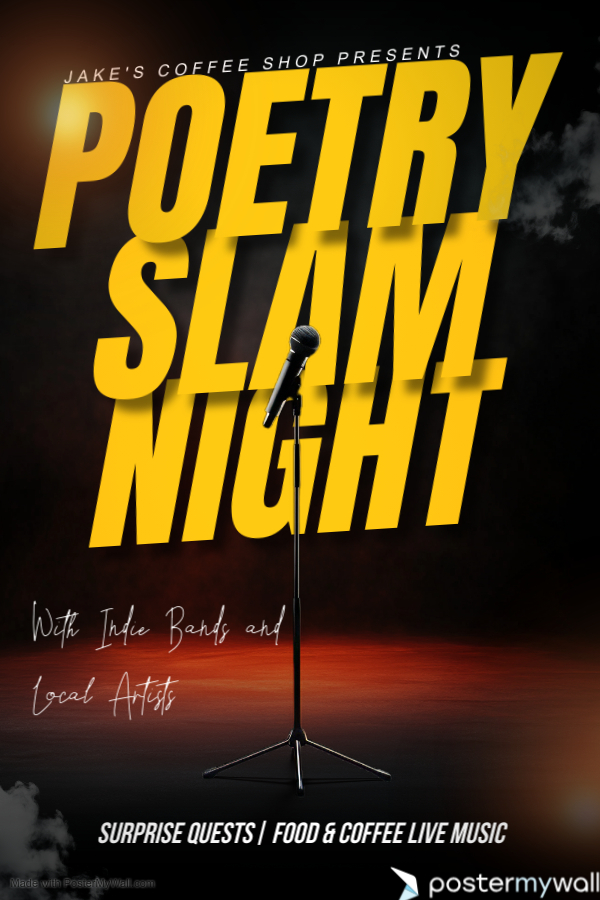 JAKE'S COFFEE SHOP PRESENTS
POETRY
SLAM
NIGHT
With Indie Bands and
Local Artists
SURPRISE QUESTS| FOOD & COFFEE LIVE MUSIC
Made with PosterMyWall.com
postermywall